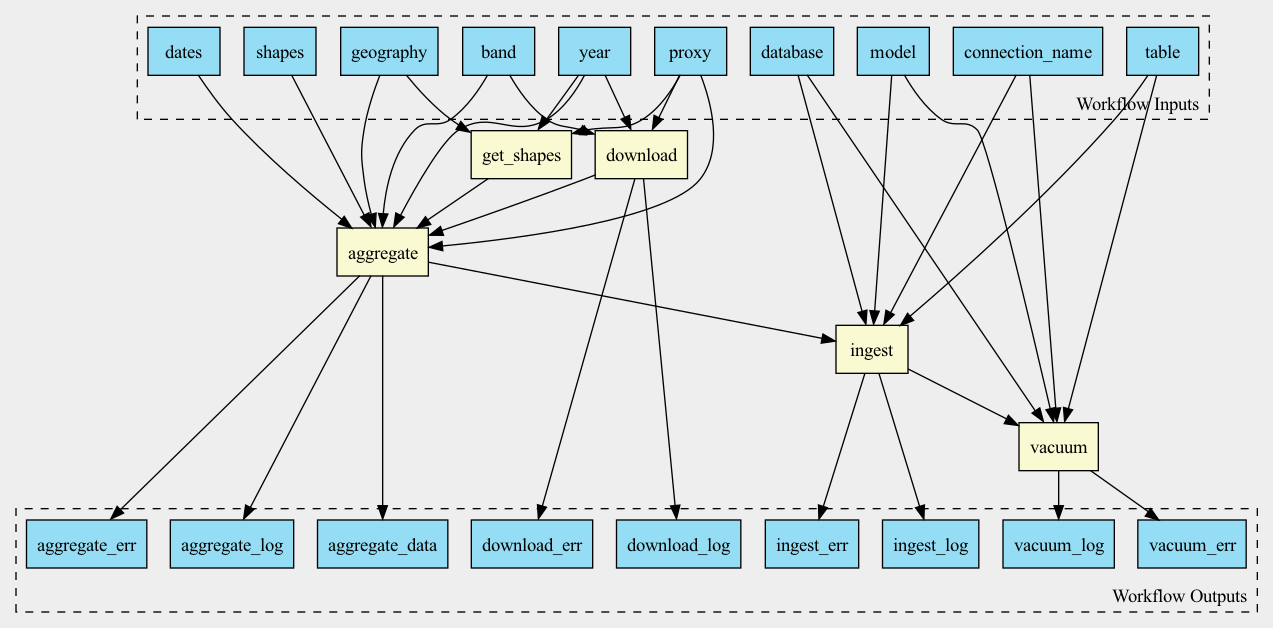 dates
shapes
geography
band
year
proxy
database
model
connection_name
table
Workflow Inputs
get_shapes
download
aggregate
ingest
vacuum
aggregate_err
aggregate_log
aggregate_data
download_err
download_log
ingest_err
ingest_log
vacuum_log
vacuum_err
Workflow Outputs